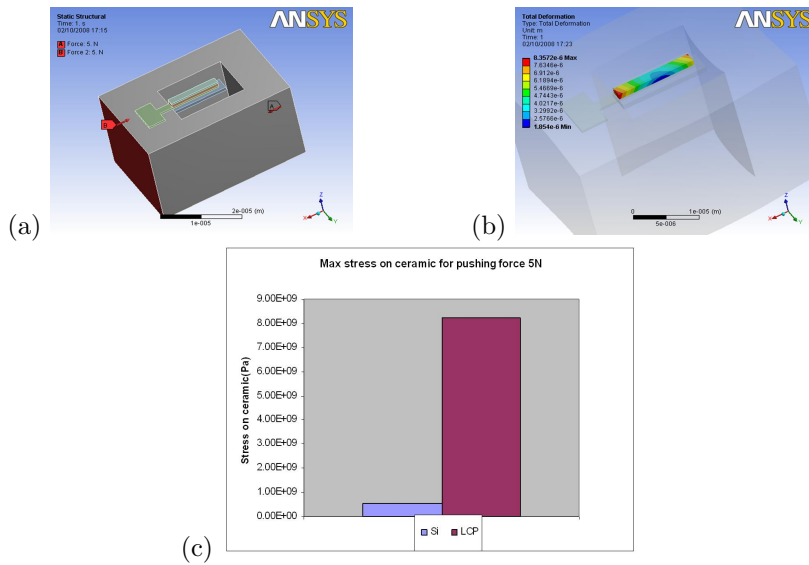 Static Structural
Time: 1. s
02/10/2008 17:15
A Force: 5. N
B Force 2: 5. N
ANSYS
B
A
Z
X
Y
2e-005 (m)
1e-005
(a)
Total Deformation
Type: Total Deformation
Unit: m
Time: 1
02/10/2008 17:23
8.3572e-6 Max
7.6346e-6
6.912e-6
6.1894e-6
5.4669e-6
4.7443e-6
4.0217e-6
3.2992e-6
2.5766e-6
1.854e-6 Min
ANSYS
0
1e-005 (m)
5e-006
Z
X
Y
(b)
Max stress on ceramic for pushing force 5N
Stress on ceramic(Pa)
9.00E+09
8.00E+09
7.00E+09
6.00E+09
5.00E+09
4.00E+09
3.00E+09
2.00E+09
1.00E+09
0.00E+00
Si LCP
(c)